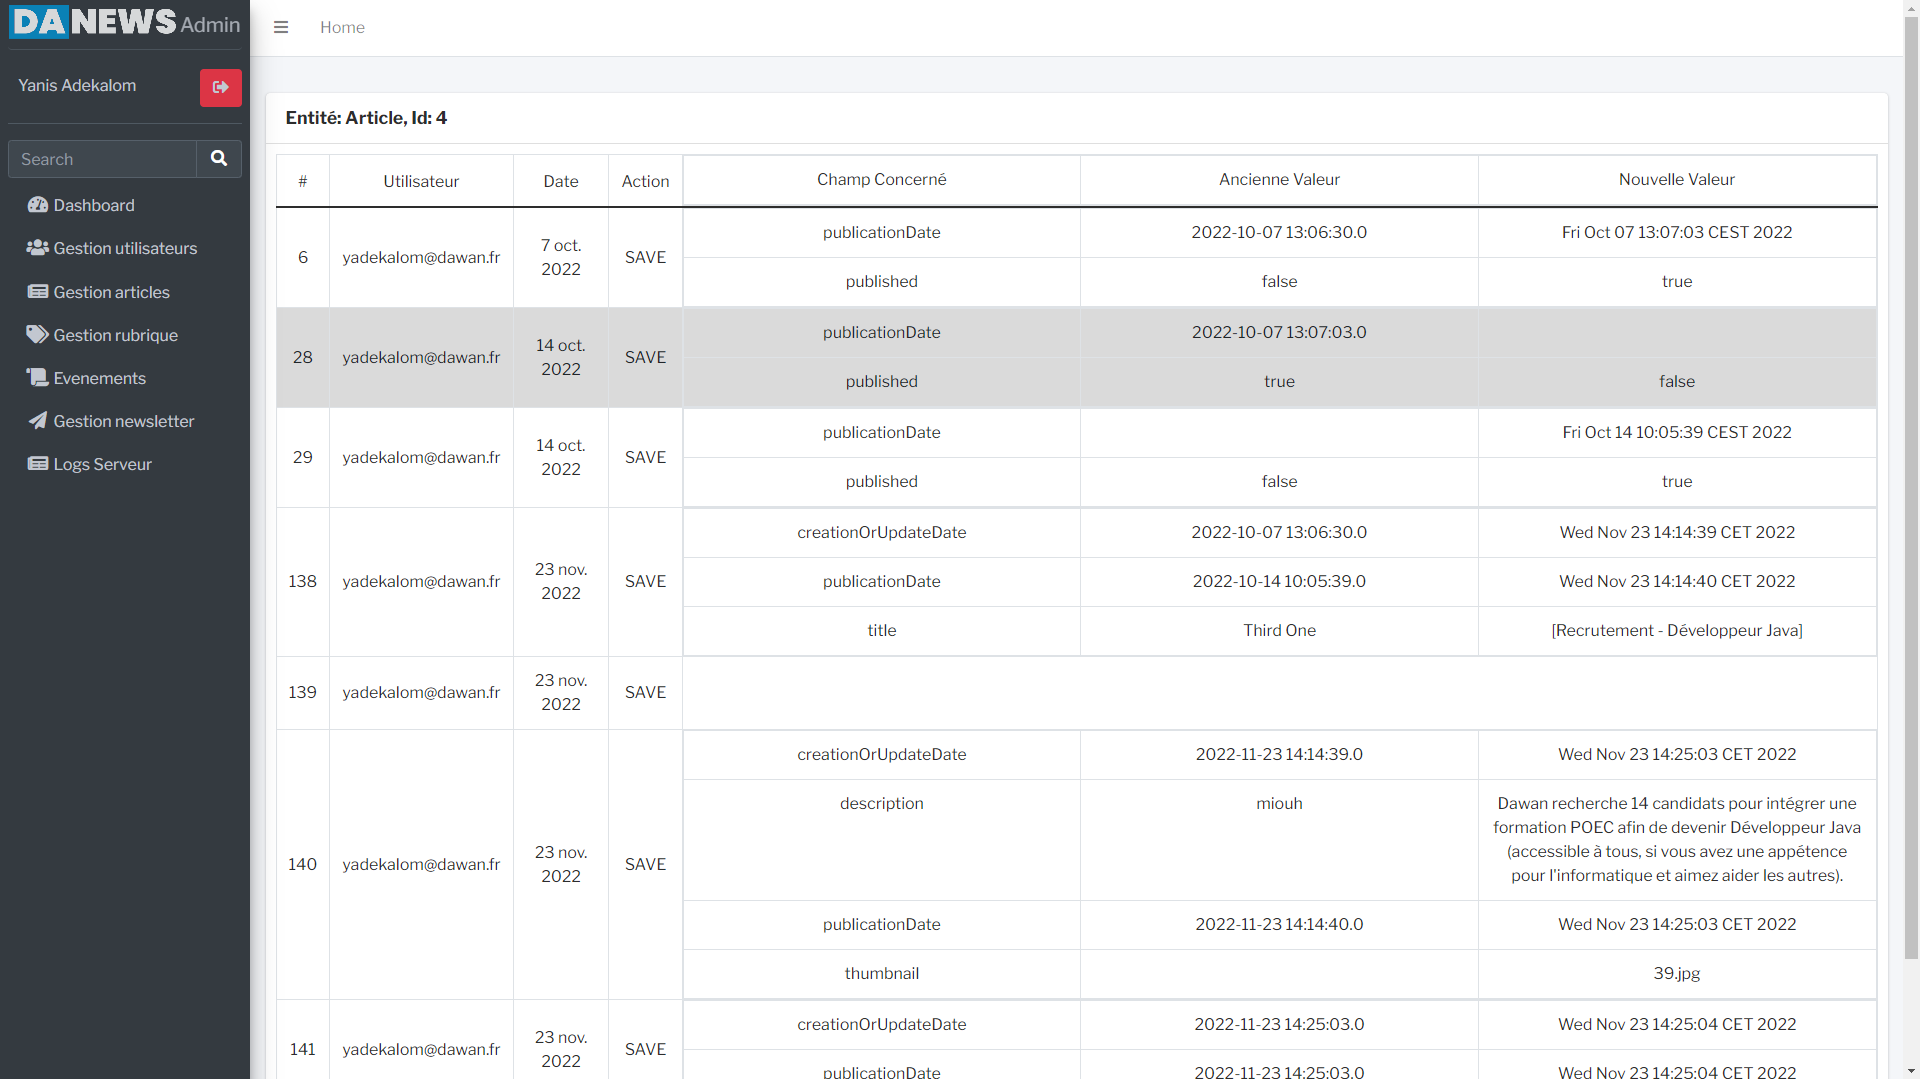 DANEWS Admin
Home
Yanis Adekalom
Search
Dashboard
Gestion utilisateurs
Gestion articles
Gestion rubrique
Evenements
Gestion newsletter
Logs Serveur
Entité: Article, Id: 4
# Utilisateur Date Action Champ Concerné Ancienne Valeur Nouvelle Valeur
6 yadekalom@dawan.fr 7 oct. 2022 SAVE
publicationDate 2022-10-07 13:06:30.0 Fri Oct 07 13:07:03 CEST 2022
published false true
28 yadekalom@dawan.fr 14 oct. 2022 SAVE
publicationDate 2022-10-07 13:07:03.0
published true false
29 yadekalom@dawan.fr 14 oct. 2022 SAVE
publicationDate Fri Oct 14 10:05:39 CEST 2022
published false true
138 yadekalom@dawan.fr 23 nov. 2022 SAVE
creationOrUpdateDate 2022-10-07 13:06:30.0 Wed Nov 23 14:14:39 CET 2022
publicationDate 2022-10-14 10:05:39.0 Wed Nov 23 14:14:40 CET 2022
title Third One [Recrutement - Développeur Java]
139 yadekalom@dawan.fr 23 nov. 2022 SAVE
140 yadekalom@dawan.fr 23 nov. 2022 SAVE
creationOrUpdateDate 2022-11-23 14:14:39.0 Wed Nov 23 14:25:03 CET 2022
description miouh Dawan recherche 14 candidats pour intégrer une
formation POEC afin de devenir Développeur Java
(accessible à tous, si vous avez une appétence
pour l'informatique et aimez aider les autres).
publicationDate 2022-11-23 14:14:40.0 Wed Nov 23 14:25:03 CET 2022
thumbnail 39.jpg
141 yadekalom@dawan.fr 23 nov. 2022 SAVE
creationOrUpdateDate 2022-11-23 14:25:03.0 Wed Nov 23 14:25:04 CET 2022
publicationDate 2022-11-23 14:25:03.0 Wed Nov 23 14:25:04 CET 2022